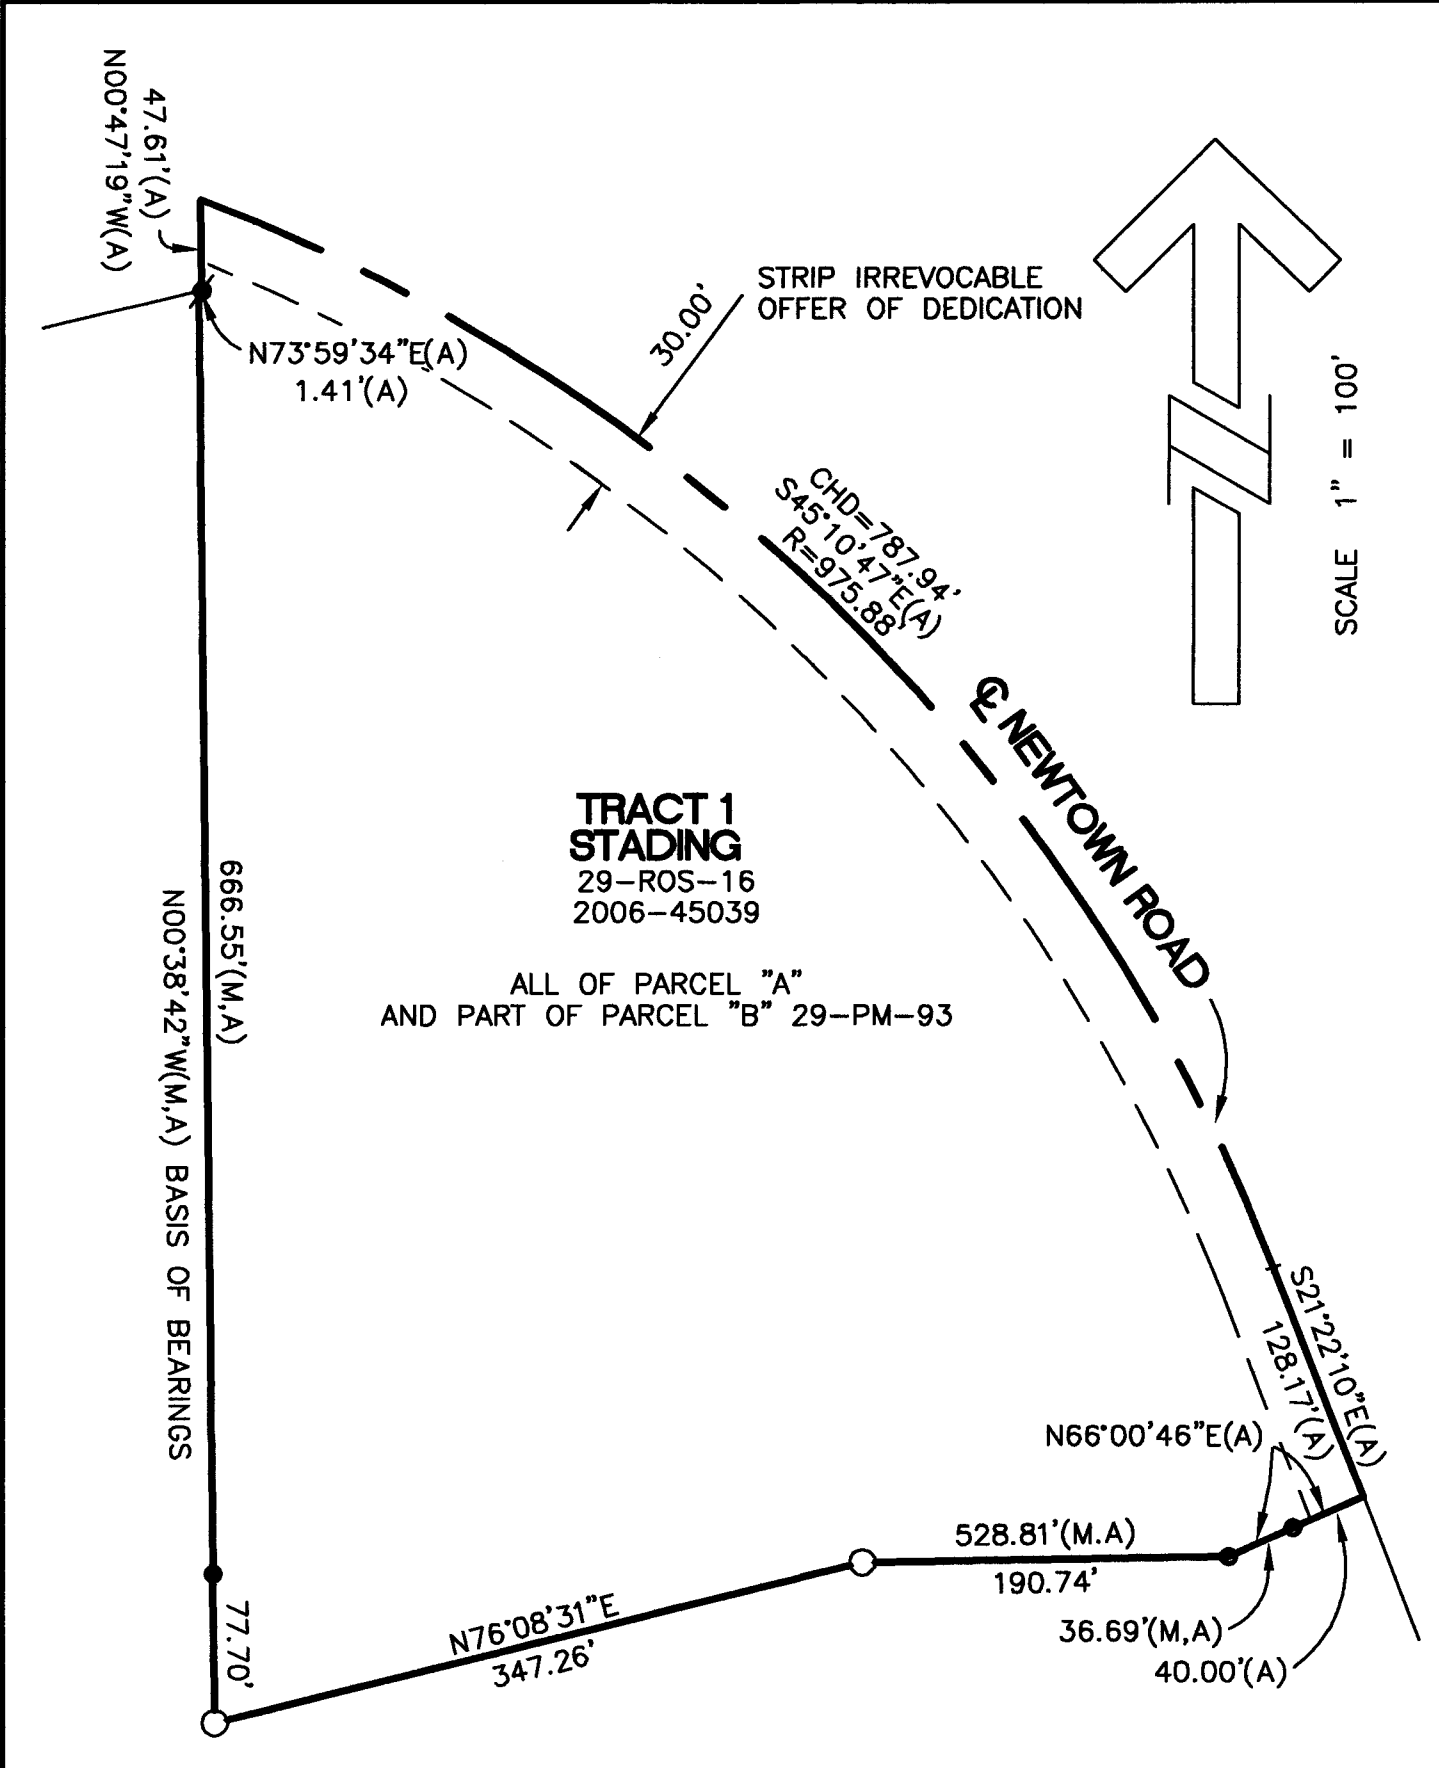 47.61'(A)
N00°47'19"W(A)
STRIP IRREVOCABLE
OFFER OF DEDICATION
30.00'
N73°59'34"E(A)
1.41'(A)
SCALE 1" = 100'
CHD=787.94'
S45°10'47"E(A)
R=975.88'
℄ NEWTOWN ROAD
TRACT 1
STADING
29-ROS-16
2006-45039
ALL OF PARCEL "A"
AND PART OF PARCEL "B" 29-PM-93
666.55'(M,A)
N00°38'42"W(M,A) BASIS OF BEARINGS
S21°22'10"E(A)
128.17'(A)
N66°00'46"E(A)
528.81'(M.A)
190.74'
36.69'(M,A)
40.00'(A)
N76°08'31"E
347.26'
77.70'